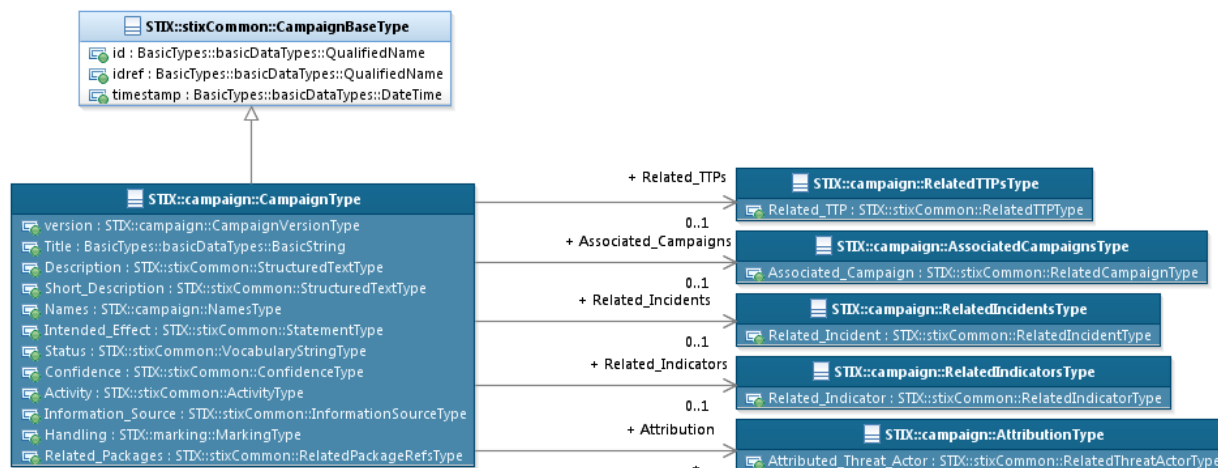 STIX::stixCommon::CampaignBaseType
id : BasicTypes::basicDataTypes::QualifiedName
idref : BasicTypes::basicDataTypes::QualifiedName
timestamp : BasicTypes::basicDataTypes::DateTime
STIX::campaign::CampaignType
version : STIX::campaign::CampaignVersionType
Title : BasicTypes::basicDataTypes::BasicString
Description : STIX::stixCommon::StructuredTextType
Short_Description : STIX::stixCommon::StructuredTextType
Names : STIX::campaign::NamesType
Intended_Effect : STIX::stixCommon::StatementType
Status : STIX::stixCommon::VocabularyStringType
Confidence : STIX::stixCommon::ConfidenceType
Activity : STIX::stixCommon::ActivityType
Information_Source : STIX::stixCommon::InformationSourceType
Handling : STIX::marking::MarkingType
Related_Packages : STIX::stixCommon::RelatedPackageRefsType
+ Related_TTPs
0..1
STIX::campaign::RelatedTTPsType
Related_TTP : STIX::stixCommon::RelatedTTPType
+ Associated_Campaigns
0..1
STIX::campaign::AssociatedCampaignsType
Associated_Campaign : STIX::stixCommon::RelatedCampaignType
+ Related_Incidents
0..1
STIX::campaign::RelatedIncidentsType
Related_Incident : STIX::stixCommon::RelatedIncidentType
+ Related_Indicators
0..1
STIX::campaign::RelatedIndicatorsType
Related_Indicator : STIX::stixCommon::RelatedIndicatorType
+ Attribution
STIX::campaign::AttributionType
Attributed_Threat_Actor : STIX::stixCommon::RelatedThreatActorType